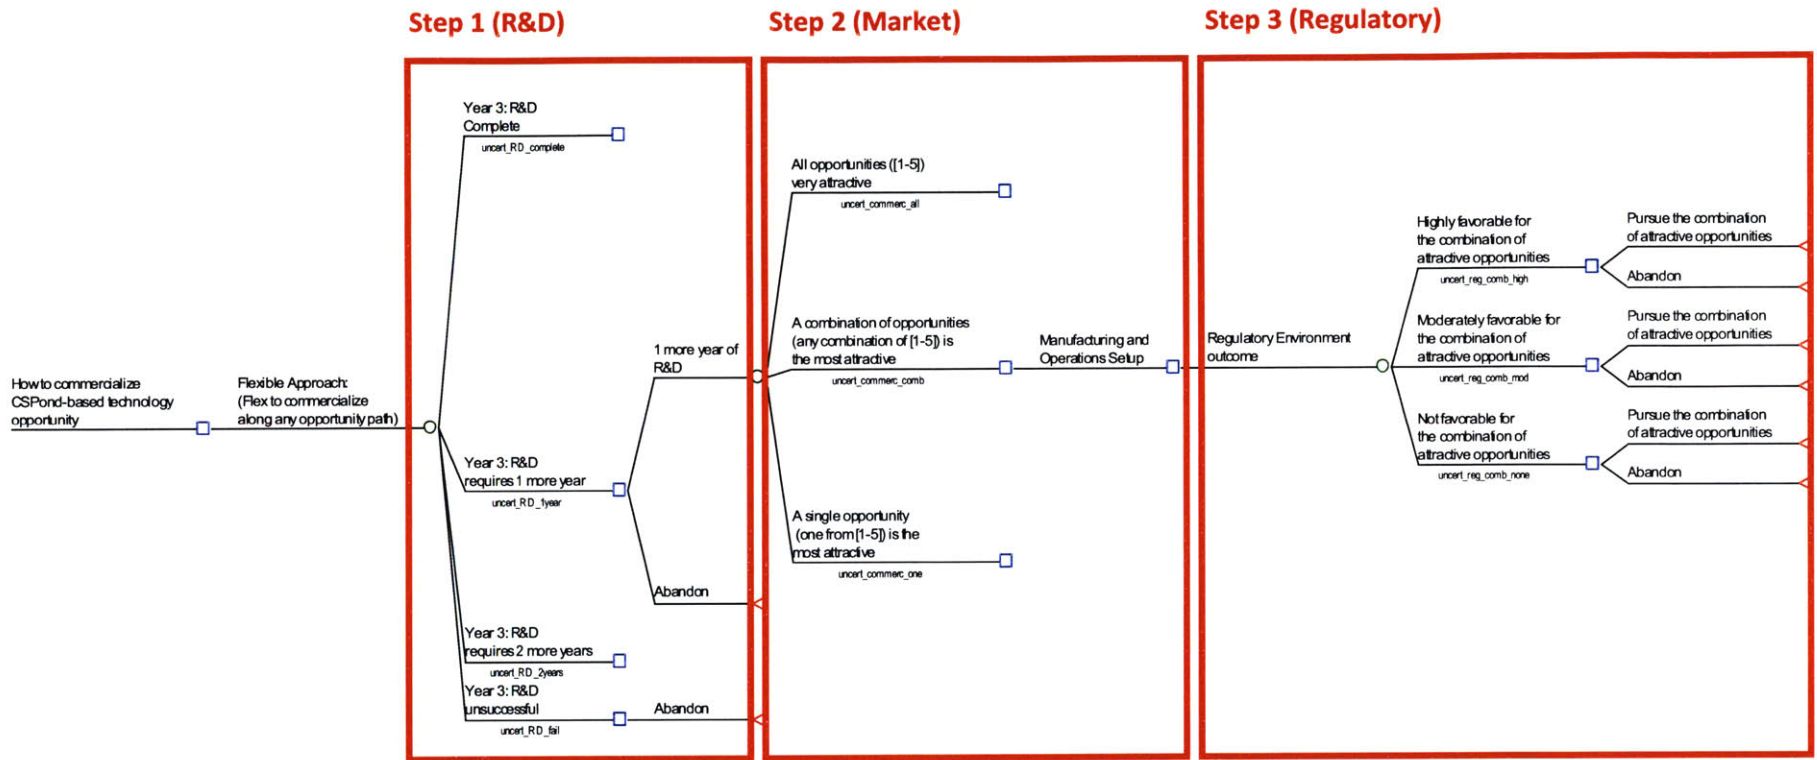 Step 1 (R&D)
Step 2 (Market)
Step 3 (Regulatory)
How to commercialize
CSPond-based technology
opportunity
Flexible Approach:
(Flex to commercialize
along any opportunity path)
Year 3: R&D
Complete
uncert_RD_complete
Year 3: R&D
requires 1 more year
uncert_RD_1year
1 more year of
R&D
Abandon
Year 3: R&D
requires 2 more years
uncert_RD_2years
Year 3: R&D
unsuccessful
uncert_RD_fail
Abandon
All opportunities ([1-5])
very attractive
uncert_commerc_all
A combination of opportunities
(any combination of [1-5]) is
the most attractive
uncert_commerc_comb
Manufacturing and
Operations Setup
A single opportunity
(one from [1-5]) is the
most attractive
uncert_commerc_one
Regulatory Environment
outcome
Highly favorable for
the combination of
attractive opportunities
uncert_reg_comb_high
Pursue the combination
of attractive opportunities
Abandon
Moderately favorable for
the combination of
attractive opportunities
uncert_reg_comb_mod
Pursue the combination
of attractive opportunities
Abandon
Not favorable for
the combination of
attractive opportunities
uncert_reg_comb_none
Pursue the combination
of attractive opportunities
Abandon